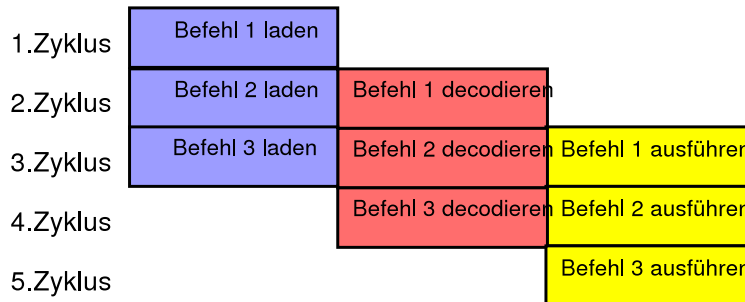 1.Zyklus Befehl 1 laden
2.Zyklus Befehl 2 laden Befehl 1 decodieren
3.Zyklus Befehl 3 laden Befehl 2 decodieren Befehl 1 ausführen
4.Zyklus Befehl 3 decodieren Befehl 2 ausführen
5.Zyklus Befehl 3 ausführen